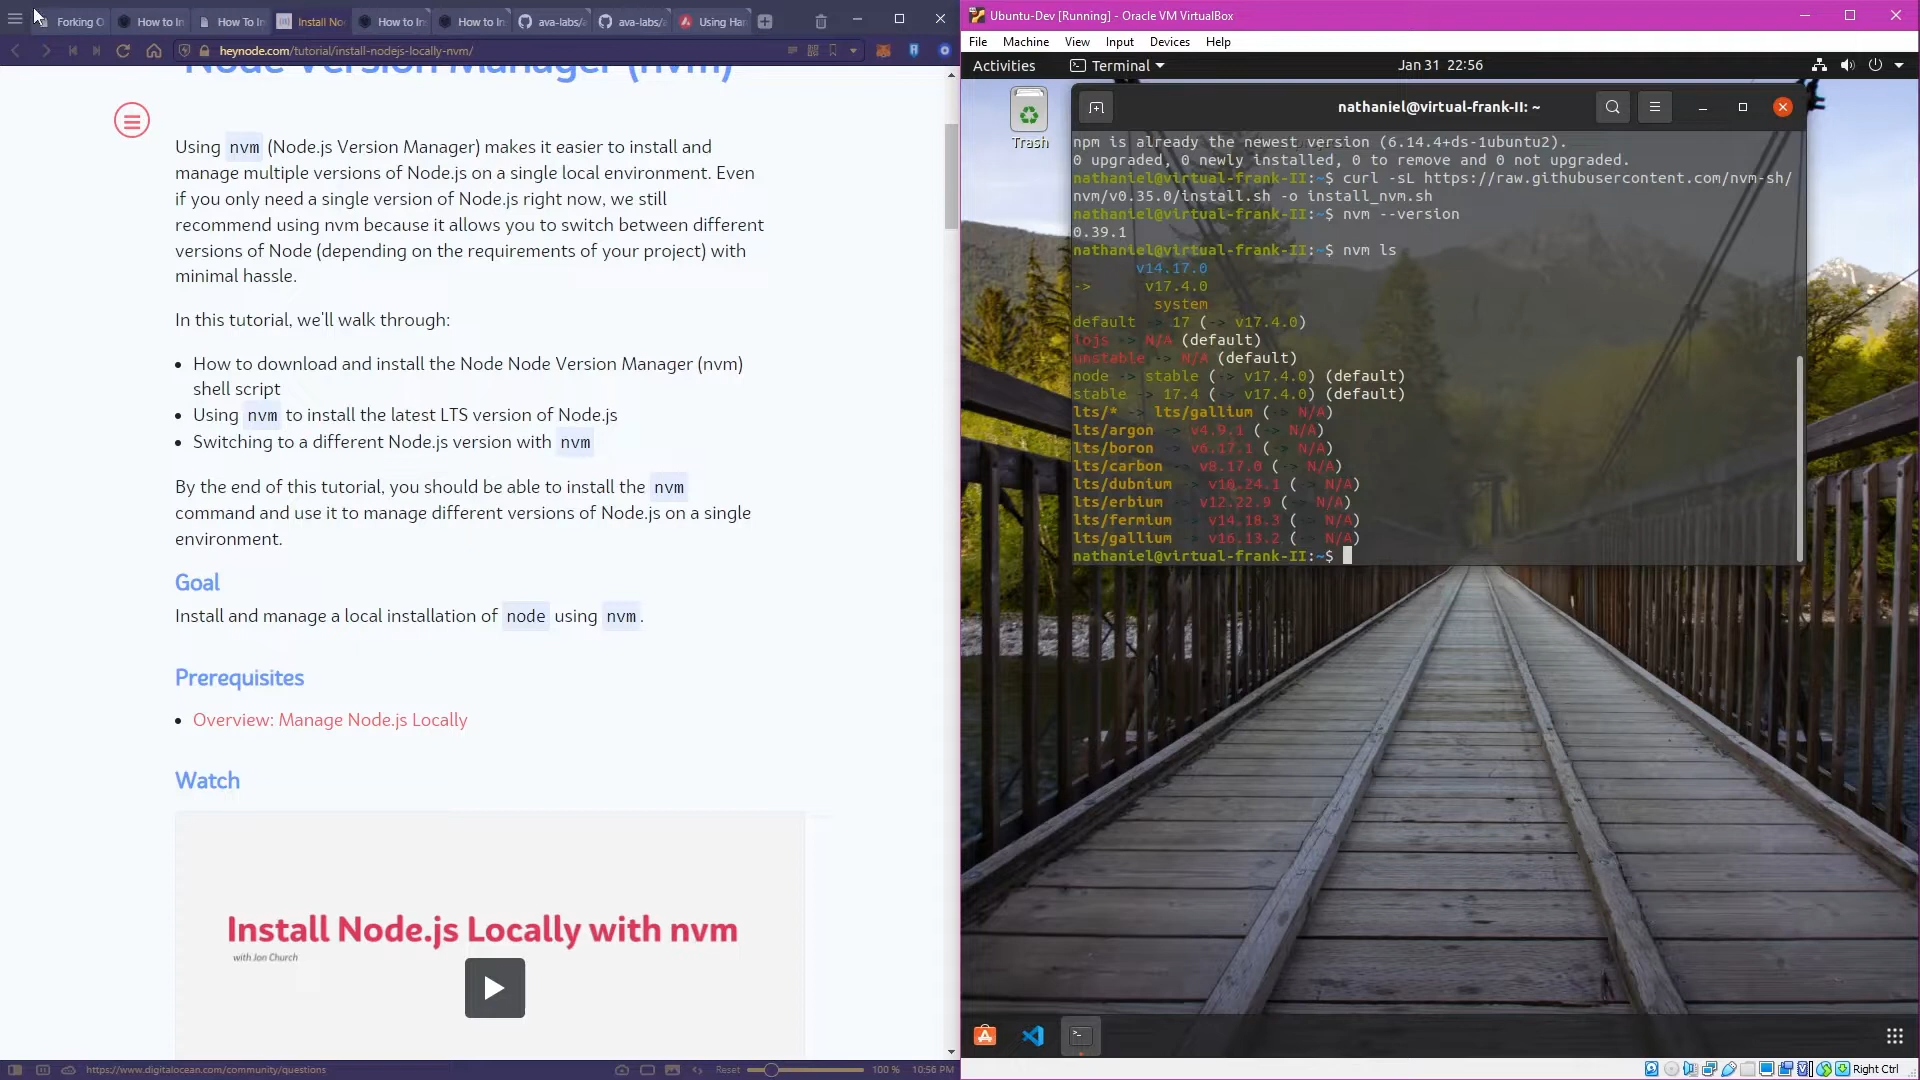 Forking O
How to In
How To In
Install No
How to In
How to In
ava-labs/a
ava-labs/a
Using Har
heynode.com/tutorial/install-nodejs-locally-nvm/
Node Version Manager (nvm)
Using nvm (Node.js Version Manager) makes it easier to install and
manage multiple versions of Node.js on a single local environment. Even
if you only need a single version of Node.js right now, we still
recommend using nvm because it allows you to switch between different
versions of Node (depending on the requirements of your project) with
minimal hassle.
In this tutorial, we'll walk through:
How to download and install the Node Node Version Manager (nvm)
shell script
Using nvm to install the latest LTS version of Node.js
Switching to a different Node.js version with nvm
By the end of this tutorial, you should be able to install the nvm
command and use it to manage different versions of Node.js on a single
environment.
Goal
Install and manage a local installation of node using nvm.
Prerequisites
Overview: Manage Node.js Locally
Watch
Install Node.js Locally with nvm
with Jon Church
https://www.digitalocean.com/community/questions
Reset
100 %
10:56 PM
Ubuntu-Dev [Running] - Oracle VM VirtualBox
File Machine View Input Devices Help
Activities
Terminal
Jan 31 22:56
Trash
nathaniel@virtual-frank-II: ~
npm is already the newest version (6.14.4+ds-1ubuntu2).
0 upgraded, 0 newly installed, 0 to remove and 0 not upgraded.
nathaniel@virtual-frank-II:~$ curl -sL https://raw.githubusercontent.com/nvm-sh/
nvm/v0.35.0/install.sh -o install_nvm.sh
nathaniel@virtual-frank-II:~$ nvm --version
0.39.1
nathaniel@virtual-frank-II:~$ nvm ls
v14.17.0
-> v17.4.0
system
default -> 17 (-> v17.4.0)
iojs -> N/A (default)
unstable -> N/A (default)
node -> stable (-> v17.4.0) (default)
stable -> 17.4 (-> v17.4.0) (default)
lts/* -> lts/gallium (-> N/A)
lts/argon -> v4.9.1 (-> N/A)
lts/boron -> v6.17.1 (-> N/A)
lts/carbon -> v8.17.0 (-> N/A)
lts/dubnium -> v10.24.1 (-> N/A)
lts/erbium -> v12.22.9 (-> N/A)
lts/fermium -> v14.18.3 (-> N/A)
lts/gallium -> v16.13.2 (-> N/A)
nathaniel@virtual-frank-II:~$
Right Ctrl